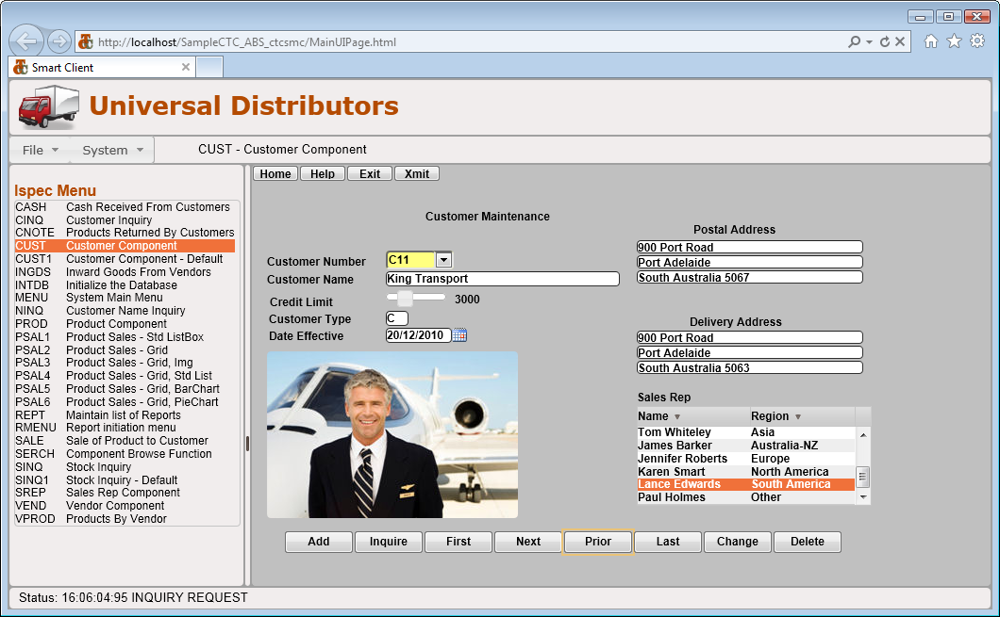 http://localhost/SampleCTC_ABS_ctcsmc/MainUIPage.html
Smart Client
Universal Distributors
File System CUST - Customer Component
Ispec Menu
CASH Cash Received From Customers
CINQ Customer Inquiry
CNOTE Products Returned By Customers
CUST Customer Component
CUST1 Customer Component - Default
INGDS Inward Goods From Vendors
INTDB Initialize the Database
MENU System Main Menu
NINQ Customer Name Inquiry
PROD Product Component
PSAL1 Product Sales - Std ListBox
PSAL2 Product Sales - Grid
PSAL3 Product Sales - Grid, Img
PSAL4 Product Sales - Grid, Std List
PSAL5 Product Sales - Grid, BarChart
PSAL6 Product Sales - Grid, PieChart
REPT Maintain list of Reports
RMENU Report initiation menu
SALE Sale of Product to Customer
SERCH Component Browse Function
SINQ Stock Inquiry
SINQ1 Stock Inquiry - Default
SREP Sales Rep Component
VEND Vendor Component
VPROD Products By Vendor
Home Help Exit Xmit
Customer Maintenance
Customer Number C11
Customer Name King Transport
Credit Limit 3000
Customer Type C
Date Effective 20/12/2010
Postal Address
900 Port Road
Port Adelaide
South Australia 5067
Delivery Address
900 Port Road
Port Adelaide
South Australia 5063
Sales Rep
Name Region
Tom Whiteley Asia
James Barker Australia-NZ
Jennifer Roberts Europe
Karen Smart North America
Lance Edwards South America
Paul Holmes Other
Add Inquire First Next Prior Last Change Delete
Status: 16:06:04:95 INQUIRY REQUEST